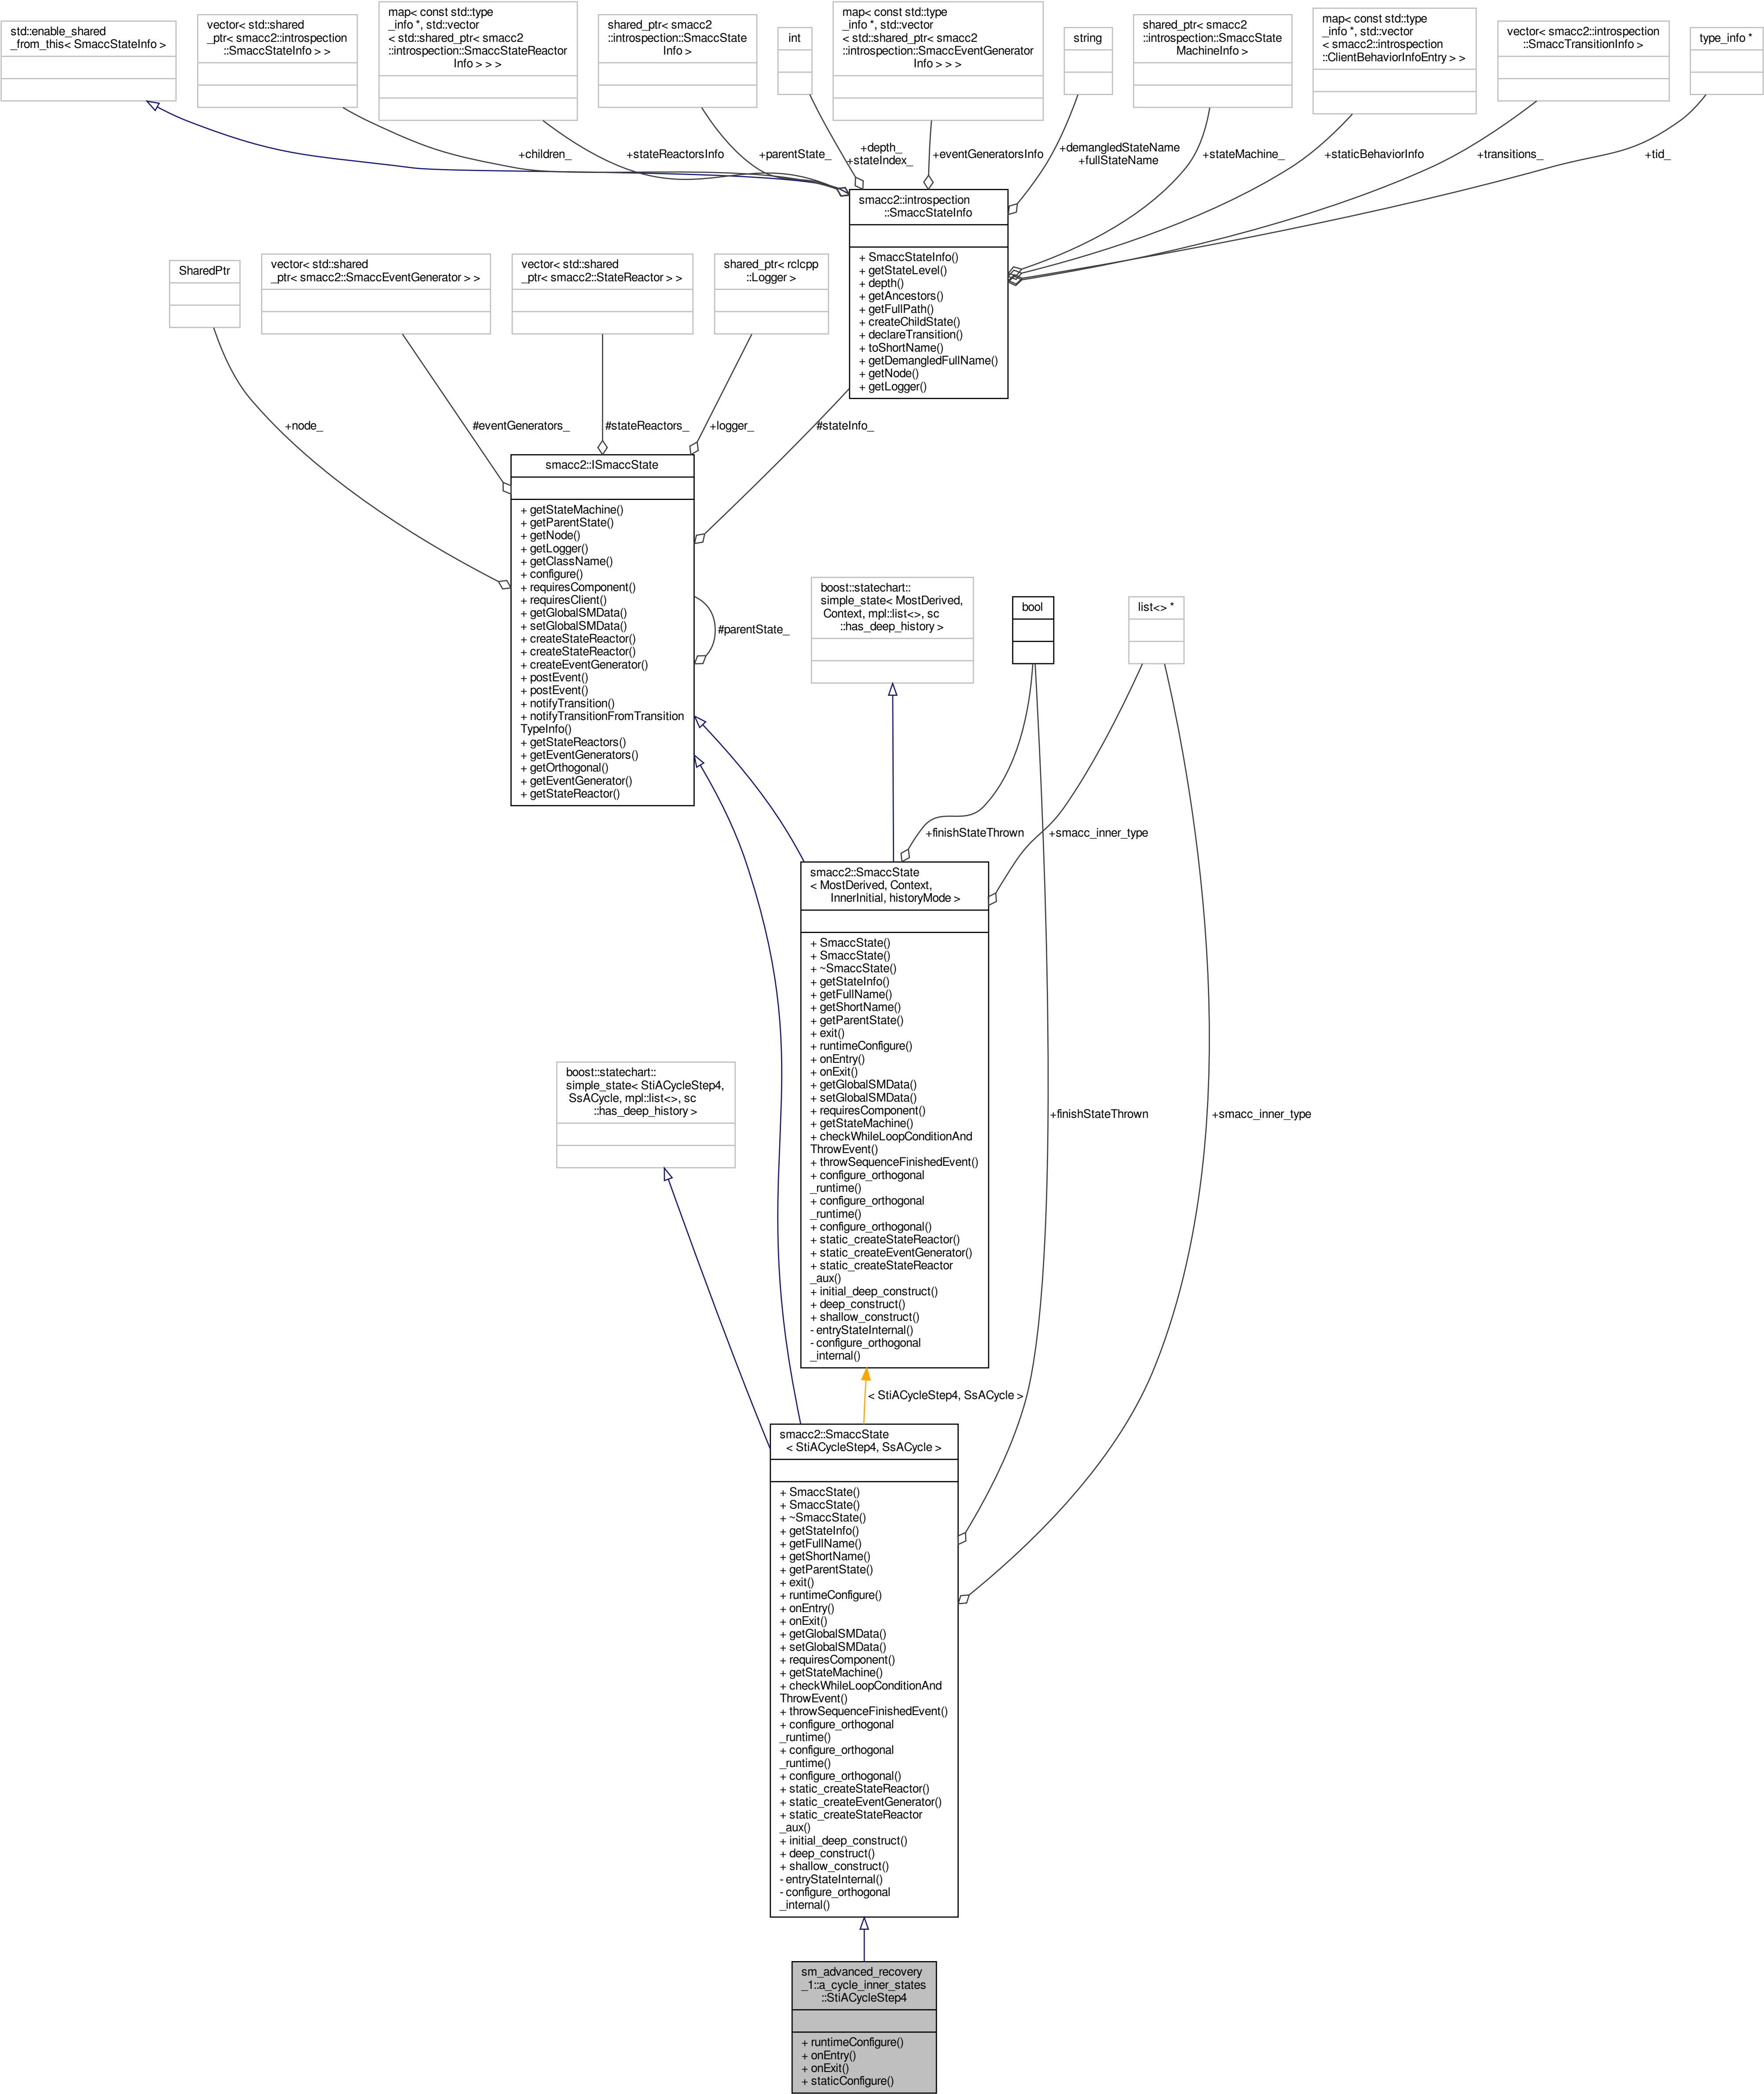 std::enable_shared
_from_this< SmaccStateInfo >
vector< std::shared
_ptr< smacc2::introspection
::SmaccStateInfo > >
map< const std::type
_info *, std::vector
< std::shared_ptr< smacc2
::introspection::SmaccStateReactor
Info > > >
shared_ptr< smacc2
::introspection::SmaccState
Info >
int
map< const std::type
_info *, std::vector
< std::shared_ptr< smacc2
::introspection::SmaccEventGenerator
Info > > >
string
shared_ptr< smacc2
::introspection::SmaccState
MachineInfo >
map< const std::type
_info *, std::vector
< smacc2::introspection
::ClientBehaviorInfoEntry > >
vector< smacc2::introspection
::SmaccTransitionInfo >
type_info *
+children_
+stateReactorsInfo
+parentState_
+depth_
+stateIndex_
+eventGeneratorsInfo
+demangledStateName
+fullStateName
+stateMachine_
+staticBehaviorInfo
+transitions_
+tid_
smacc2::introspection
::SmaccStateInfo
+ SmaccStateInfo()
+ getStateLevel()
+ depth()
+ getAncestors()
+ getFullPath()
+ createChildState()
+ declareTransition()
+ toShortName()
+ getDemangledFullName()
+ getNode()
+ getLogger()
SharedPtr
vector< std::shared
_ptr< smacc2::SmaccEventGenerator > >
vector< std::shared
_ptr< smacc2::StateReactor > >
shared_ptr< rclcpp
::Logger >
+node_
#eventGenerators_
#stateReactors_
+logger_
#stateInfo_
smacc2::ISmaccState
+ getStateMachine()
+ getParentState()
+ getNode()
+ getLogger()
+ getClassName()
+ configure()
+ requiresComponent()
+ requiresClient()
+ getGlobalSMData()
+ setGlobalSMData()
+ createStateReactor()
+ createStateReactor()
+ createEventGenerator()
+ postEvent()
+ postEvent()
+ notifyTransition()
+ notifyTransitionFromTransition
TypeInfo()
+ getStateReactors()
+ getEventGenerators()
+ getOrthogonal()
+ getEventGenerator()
+ getStateReactor()
#parentState_
boost::statechart::
simple_state< MostDerived,
Context, mpl::list<>, sc
::has_deep_history >
bool
list<> *
+finishStateThrown
+smacc_inner_type
smacc2::SmaccState
< MostDerived, Context,
InnerInitial, historyMode >
+ SmaccState()
+ SmaccState()
+ ~SmaccState()
+ getStateInfo()
+ getFullName()
+ getShortName()
+ getParentState()
+ exit()
+ runtimeConfigure()
+ onEntry()
+ onExit()
+ getGlobalSMData()
+ setGlobalSMData()
+ requiresComponent()
+ getStateMachine()
+ checkWhileLoopConditionAnd
ThrowEvent()
+ throwSequenceFinishedEvent()
+ configure_orthogonal
_runtime()
+ configure_orthogonal
_runtime()
+ configure_orthogonal()
+ static_createStateReactor()
+ static_createEventGenerator()
+ static_createStateReactor
_aux()
+ initial_deep_construct()
+ deep_construct()
+ shallow_construct()
- entryStateInternal()
- configure_orthogonal
_internal()
boost::statechart::
simple_state< StiACycleStep4,
SsACycle, mpl::list<>, sc
::has_deep_history >
+finishStateThrown
+smacc_inner_type
< StiACycleStep4, SsACycle >
smacc2::SmaccState
< StiACycleStep4, SsACycle >
+ SmaccState()
+ SmaccState()
+ ~SmaccState()
+ getStateInfo()
+ getFullName()
+ getShortName()
+ getParentState()
+ exit()
+ runtimeConfigure()
+ onEntry()
+ onExit()
+ getGlobalSMData()
+ setGlobalSMData()
+ requiresComponent()
+ getStateMachine()
+ checkWhileLoopConditionAnd
ThrowEvent()
+ throwSequenceFinishedEvent()
+ configure_orthogonal
_runtime()
+ configure_orthogonal
_runtime()
+ configure_orthogonal()
+ static_createStateReactor()
+ static_createEventGenerator()
+ static_createStateReactor
_aux()
+ initial_deep_construct()
+ deep_construct()
+ shallow_construct()
- entryStateInternal()
- configure_orthogonal
_internal()
sm_advanced_recovery
_1::a_cycle_inner_states
::StiACycleStep4
+ runtimeConfigure()
+ onEntry()
+ onExit()
+ staticConfigure()